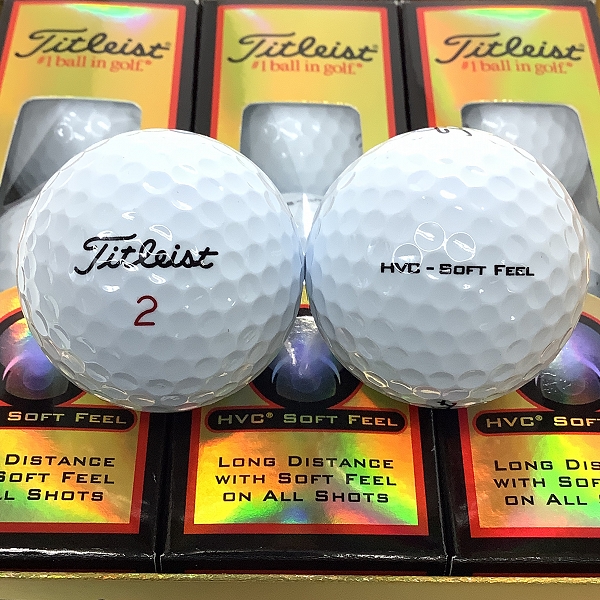 Titleist
#1 ball in golf.®
Titleist
#1 ball in golf.®
Titleist
#1 ball in golf.®
Titleist
2
HVC - SOFT FEEL
SOFT FEEL
HVC® SOFT FEEL
HVC® SOFT
DISTANCE
SOFT FEEL
ALL SHOTS
LONG DISTANCE
WITH SOFT FEEL
ON ALL SHOTS
LONG DIS
WITH SOF
ON ALL